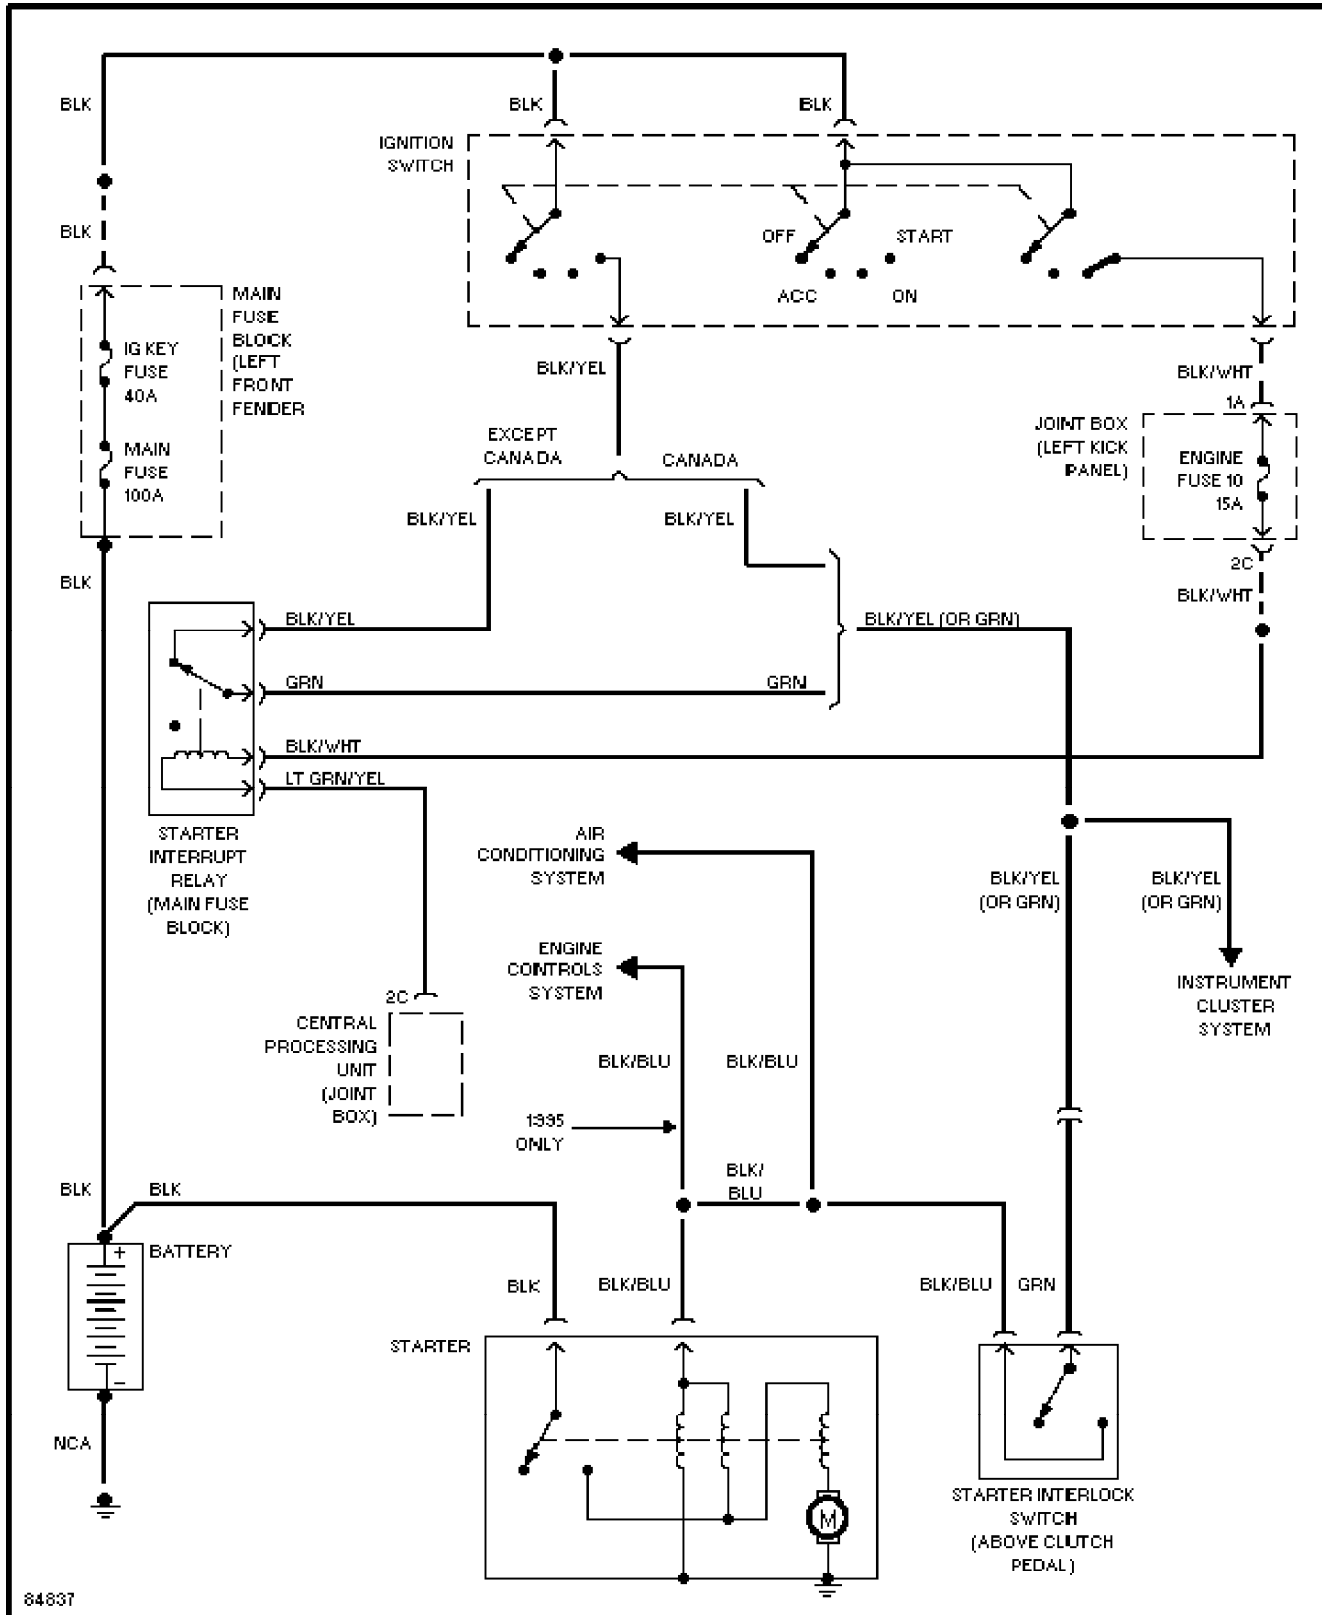 BLK
BLK
BLK
IGNITION
SWITCH
BLK
OFF
START
ACC
ON
MAIN
FUSE
BLOCK
(LEFT
FRONT
FENDER
IG KEY
FUSE
40A
MAIN
FUSE
100A
BLK/YEL
BLK/WHT
1A
JOINT BOX
(LEFT KICK
PANEL)
ENGINE
FUSE 10
15A
EXCEPT
CANADA
CANADA
BLK/YEL
BLK/YEL
2C
BLK/WHT
BLK
BLK/YEL
BLK/YEL (OR GRN)
GRN
GRN
BLK/WHT
LT GRN/YEL
STARTER
INTERRUPT
RELAY
(MAIN FUSE
BLOCK)
AIR
CONDITIONING
SYSTEM
BLK/YEL
(OR GRN)
BLK/YEL
(OR GRN)
ENGINE
CONTROLS
SYSTEM
INSTRUMENT
CLUSTER
SYSTEM
2C
CENTRAL
PROCESSING
UNIT
(JOINT
BOX)
BLK/BLU
BLK/BLU
1995
ONLY
BLK/
BLU
BLK
BLK
+
BATTERY
–
BLK
BLK/BLU
BLK/BLU
GRN
STARTER
NCA
M
STARTER INTERLOCK
SWITCH
(ABOVE CLUTCH
PEDAL)
84837